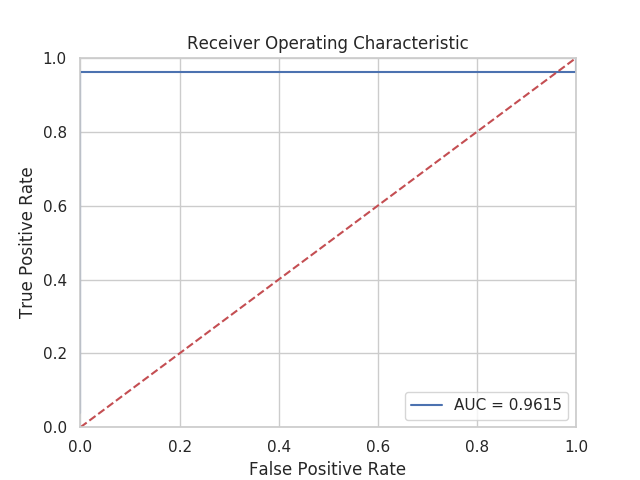 Receiver Operating Characteristic
True Positive Rate
1.0
0.8
0.6
0.4
0.2
0.0
AUC = 0.9615
0.0 0.2 0.4 0.6 0.8 1.0
False Positive Rate